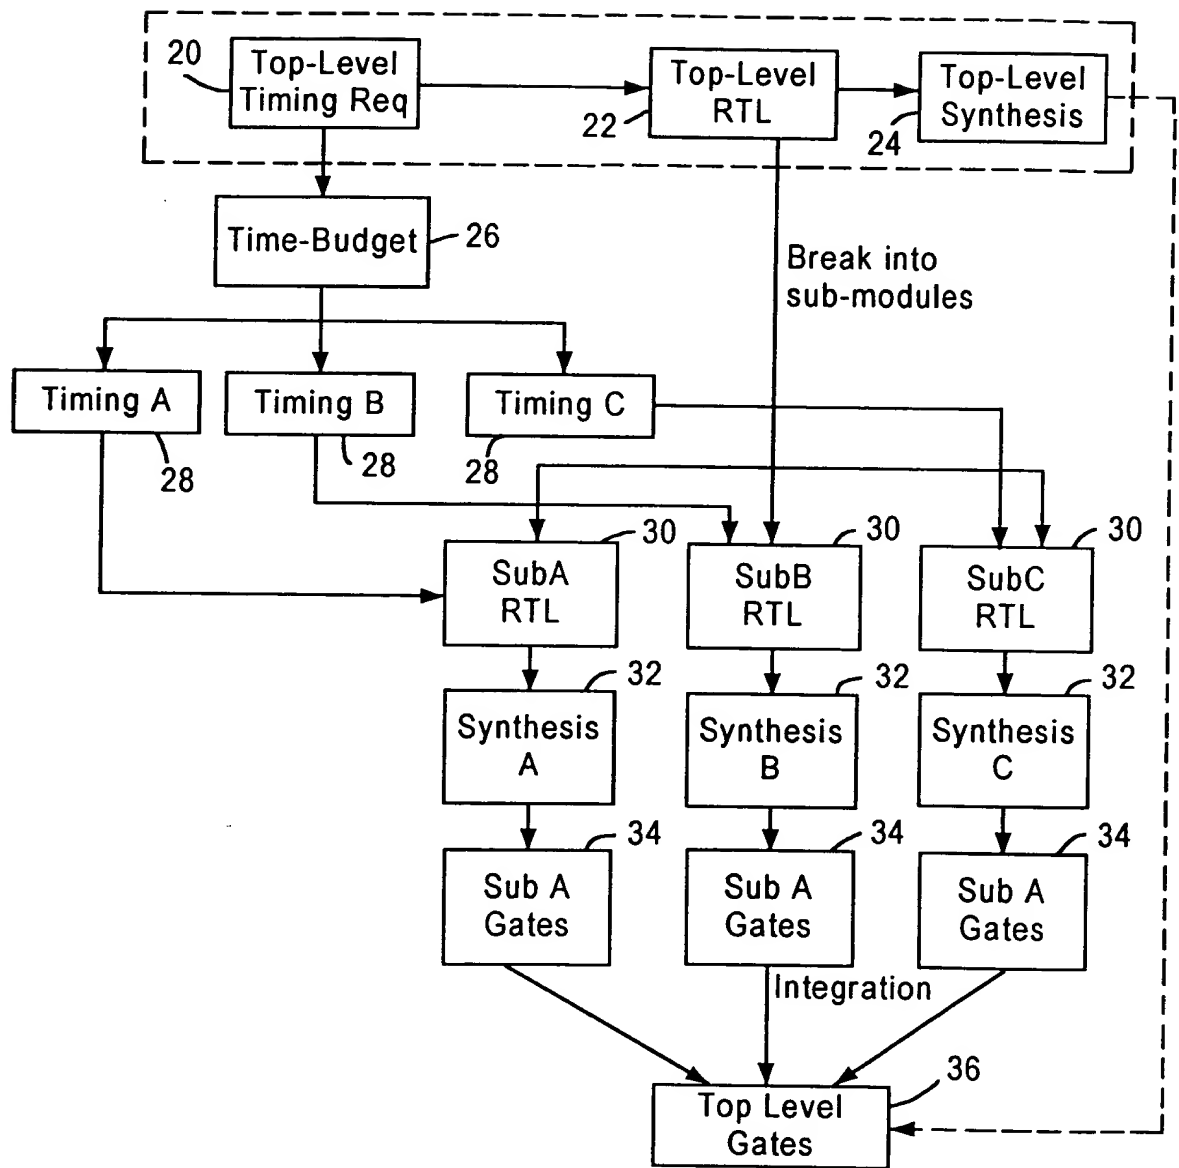 20
Top-Level
Timing Req
22
Top-Level
RTL
24
Top-Level
Synthesis
Time-Budget
26
Break into
sub-modules
Timing A
28
Timing B
28
Timing C
28
30
SubA
RTL
30
SubB
RTL
30
SubC
RTL
32
Synthesis
A
32
Synthesis
B
32
Synthesis
C
34
Sub A
Gates
34
Sub A
Gates
34
Sub A
Gates
Integration
36
Top Level
Gates